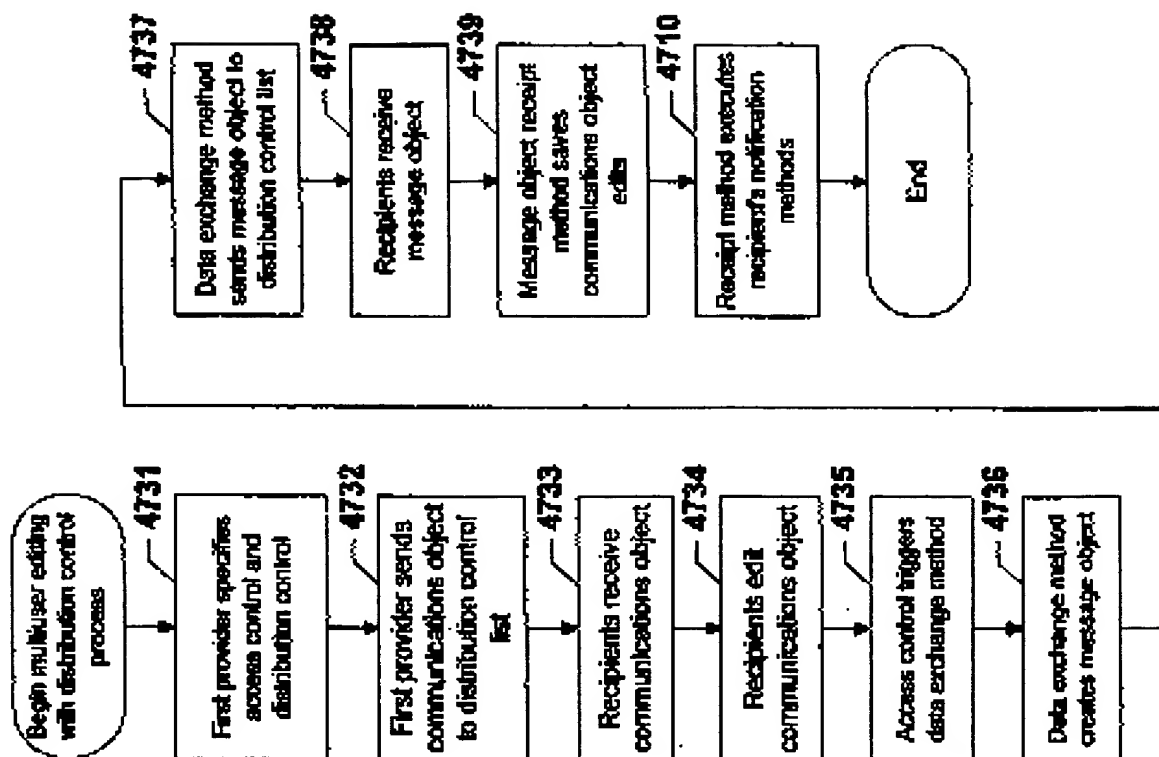 Begin multiuser editing
with distribution control
process
4731
First provider specifies
access control and
distribution control
4732
First provider sends
communications object
to distribution control
list
4733
Recipients receive
communications object
4734
Recipients edit
communications object
4735
Access control triggers
data exchange method
4736
Data exchange method
creates message object
4737
Data exchange method
sends message object to
distribution control list
4738
Recipients receive
message object
4739
Message object receipt
method saves
communications object
edits
4710
Receipt method executes
recipient's notification
methods
End